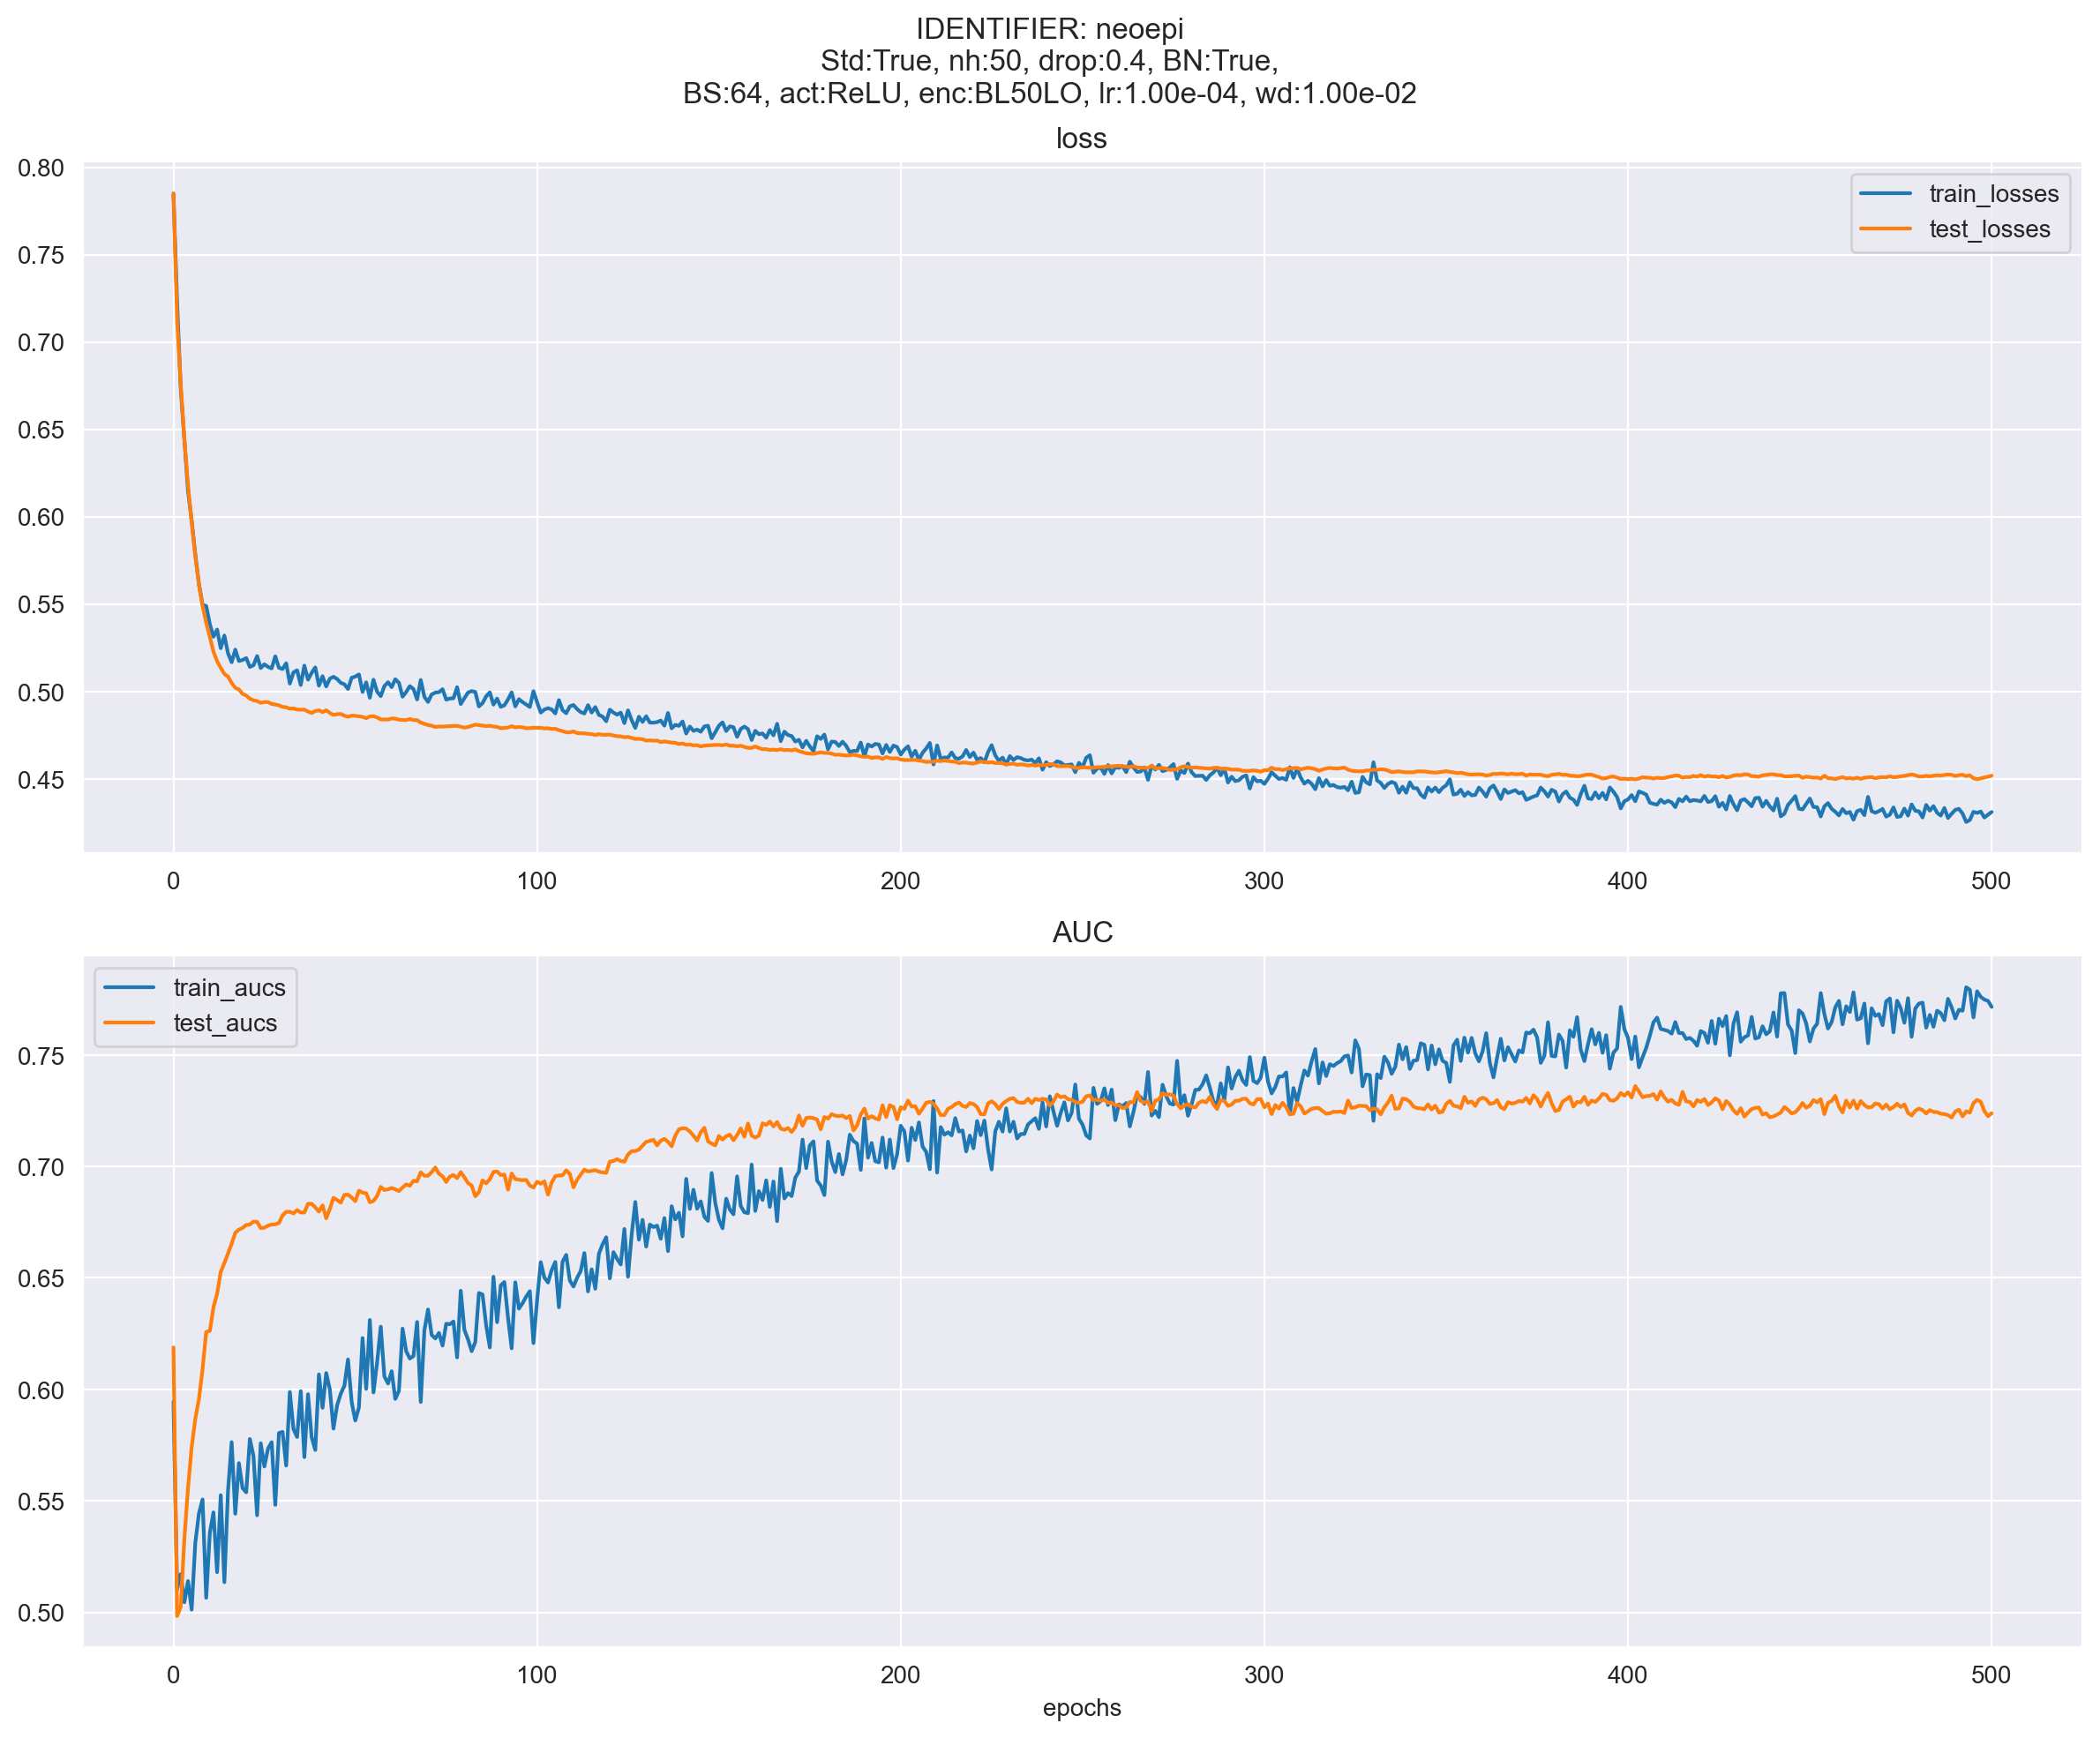 IDENTIFIER: neoepi
Std:True, nh:50, drop:0.4, BN:True,
BS:64, act:ReLU, enc:BL50LO, lr:1.00e-04, wd:1.00e-02
loss
0.80
0.75
0.70
0.65
0.60
0.55
0.50
0.45
train_losses
test_losses
0 100 200 300 400 500
AUC
train_aucs
test_aucs
0.75
0.70
0.65
0.60
0.55
0.50
0 100 200 300 400 500
epochs